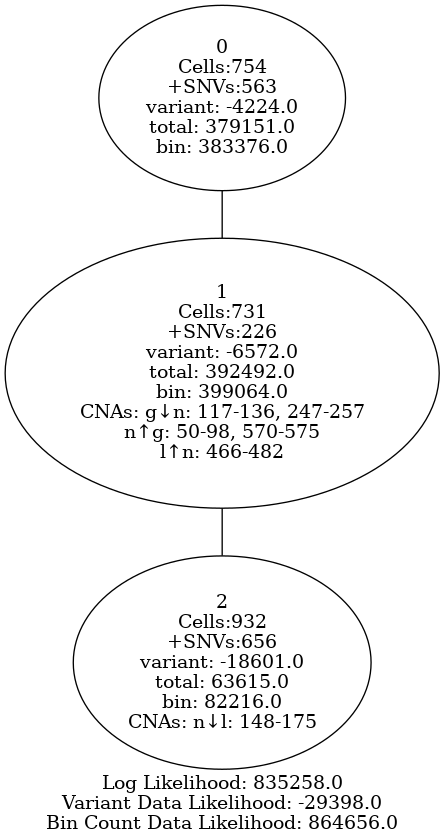 0
Cells:754
+SNVs:563
variant: -4224.0
total: 379151.0
bin: 383376.0
1
Cells:731
+SNVs:226
variant: -6572.0
total: 392492.0
bin: 399064.0
CNAs: g↓n: 117-136, 247-257
n↑g: 50-98, 570-575
l↑n: 466-482
2
Cells:932
+SNVs:656
variant: -18601.0
total: 63615.0
bin: 82216.0
CNAs: n↓l: 148-175
Log Likelihood: 835258.0
Variant Data Likelihood: -29398.0
Bin Count Data Likelihood: 864656.0